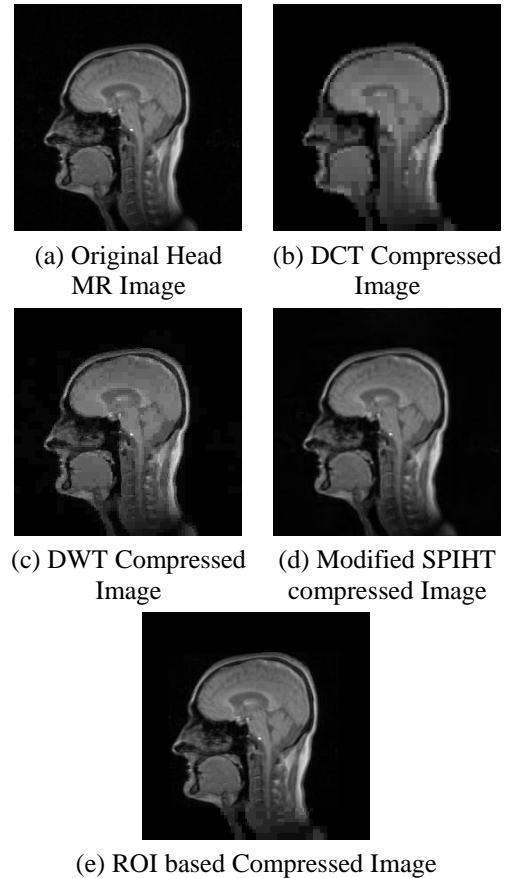 (a) Original Head
MR Image
(b) DCT Compressed
Image
(c) DWT Compressed
Image
(d) Modified SPIHT
compressed Image
(e) ROI based Compressed Image